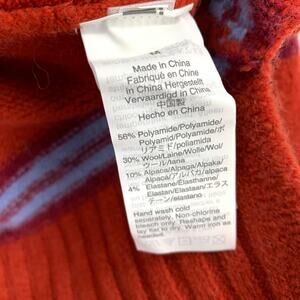 Made in China
Fabriqué en Chine
In China Hergestellt
Vervaardigd in China
中国製
Hecho en China
56% Polyamide/Polyamide/
Polyamid/Polyamide/ポ
リアミド/poliamida
30% Wool/Laine/Wolle/Wol/
ウール/lana
10% Alpaca/Alpaga/Alpaka/
Alpaca/アルパカ/alpaca
4% Elastane/Élasthanne/
Elastan/Elastaan/エラス
テーン/elastano
Hand wash cold
separately. Non-chlorine
bleach only. Reshape and
lay flat to dry. Warm iron as
needed.